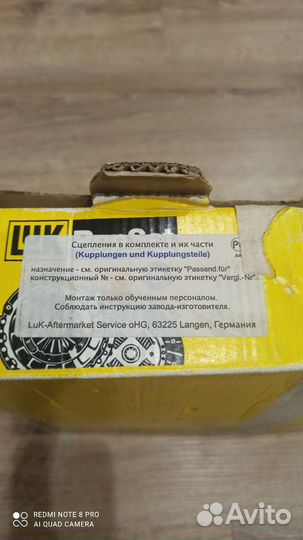 LUK
Сцепления в комплекте и их части
(Kupplungen und Kupplungsteile)
назначение - см. оригинальную этикетку "Passend.für"
конструкционный № - см. оригинальную этикетку "Vergl.-Nr"
Монтаж только обученным персоналом.
Соблюдать инструкцию завода-изготовителя.
LuK-Aftermarket Service oHG, 63225 Langen, Германия
REDMI NOTE 8 PRO
AI QUAD CAMERA
Avito